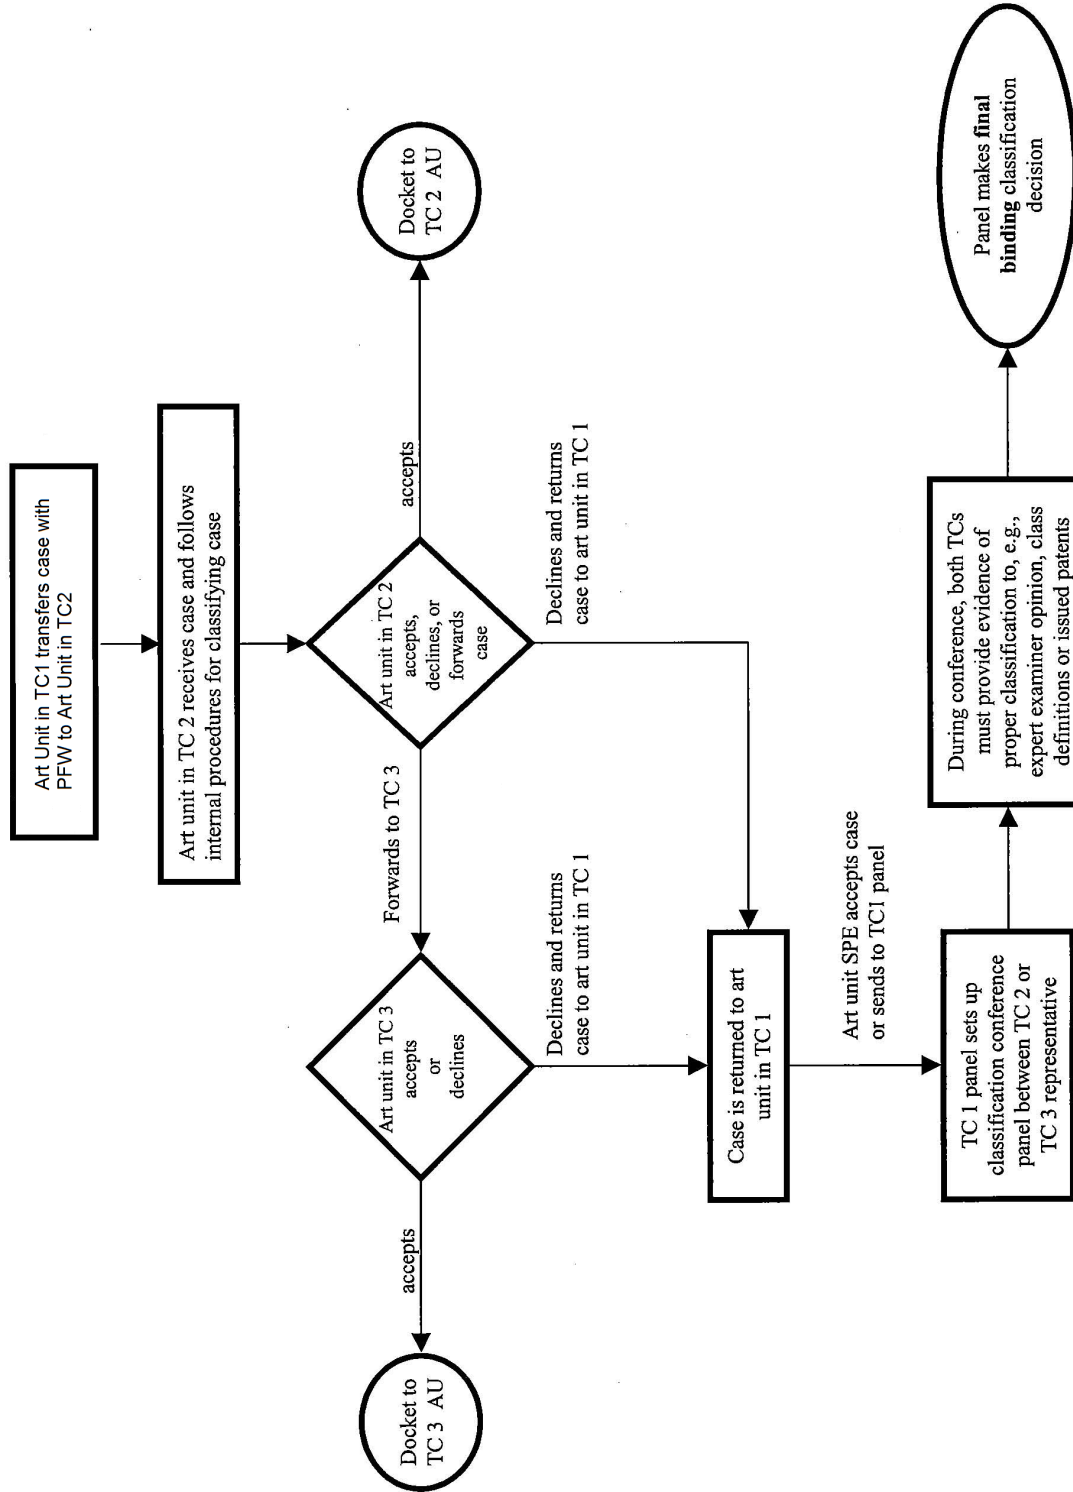 Art Unit in TC1 transfers case with
PFW to Art Unit in TC2
Art unit in TC 2 receives case and follows
internal procedures for classifying case
Art unit in TC 2
accepts,
declines, or
forwards
case
accepts
Docket to
TC 2 AU
Forwards to TC 3
Declines and returns
case to art unit in TC 1
Art unit in TC 3
accepts
or
declines
accepts
Docket to
TC 3 AU
Declines and returns
case to art unit in TC 1
Case is returned to art
unit in TC 1
Art unit SPE accepts case
or sends to TC1 panel
TC 1 panel sets up
classification conference
panel between TC 2 or
TC 3 representative
During conference, both TCs
must provide evidence of
proper classification to, e.g.,
expert examiner opinion, class
definitions or issued patents
Panel makes final
binding classification
decision